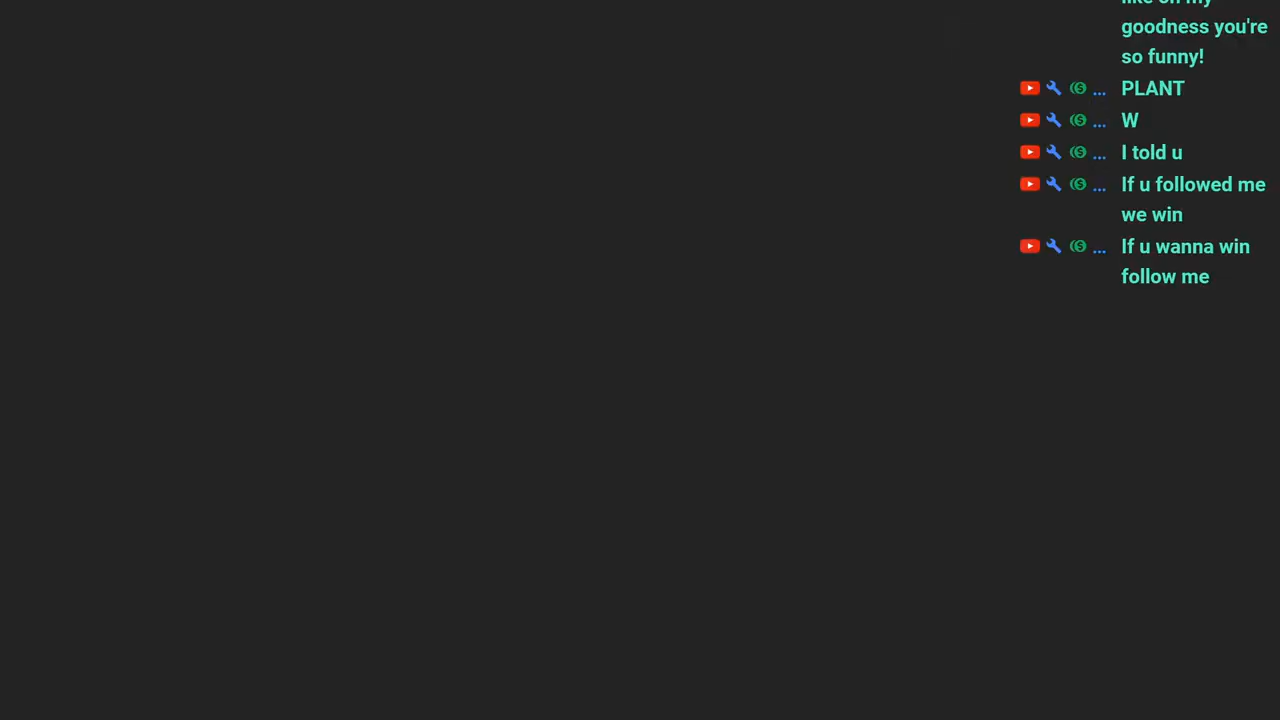 goodness you're
so funny!
... PLANT
... W
... I told u
... If u followed me
we win
... If u wanna win
follow me